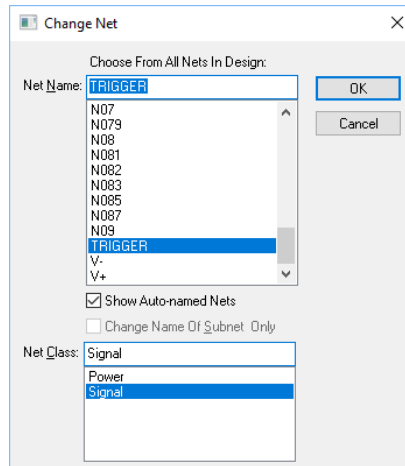 Change Net
Choose From All Nets In Design:
Net Name: TRIGGER
OK
N07
N079
N08
N081
N082
N083
N085
N087
N09
TRIGGER
V-
V+
Cancel
Show Auto-named Nets
Change Name Of Subnet Only
Net Class: Signal
Power
Signal